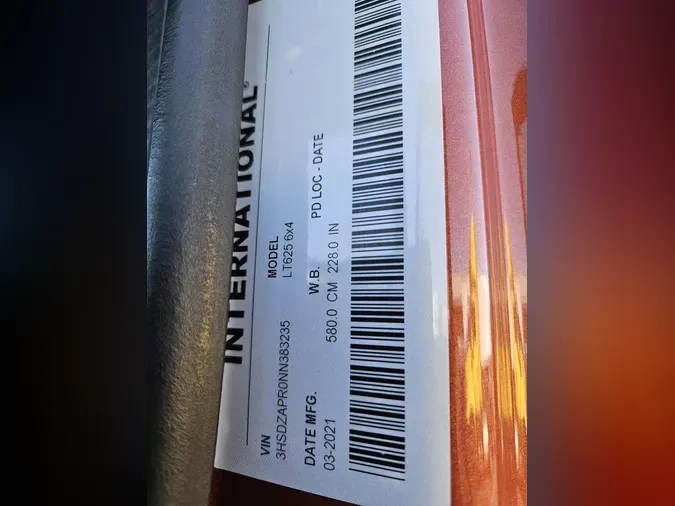 INTERNATIONAL®
VIN MODEL
3HSDZAPR0NN383235 LT625 6x4
DATE MFG. W.B. PD LOC - DATE
03-2021 580.0 CM 228.0 IN